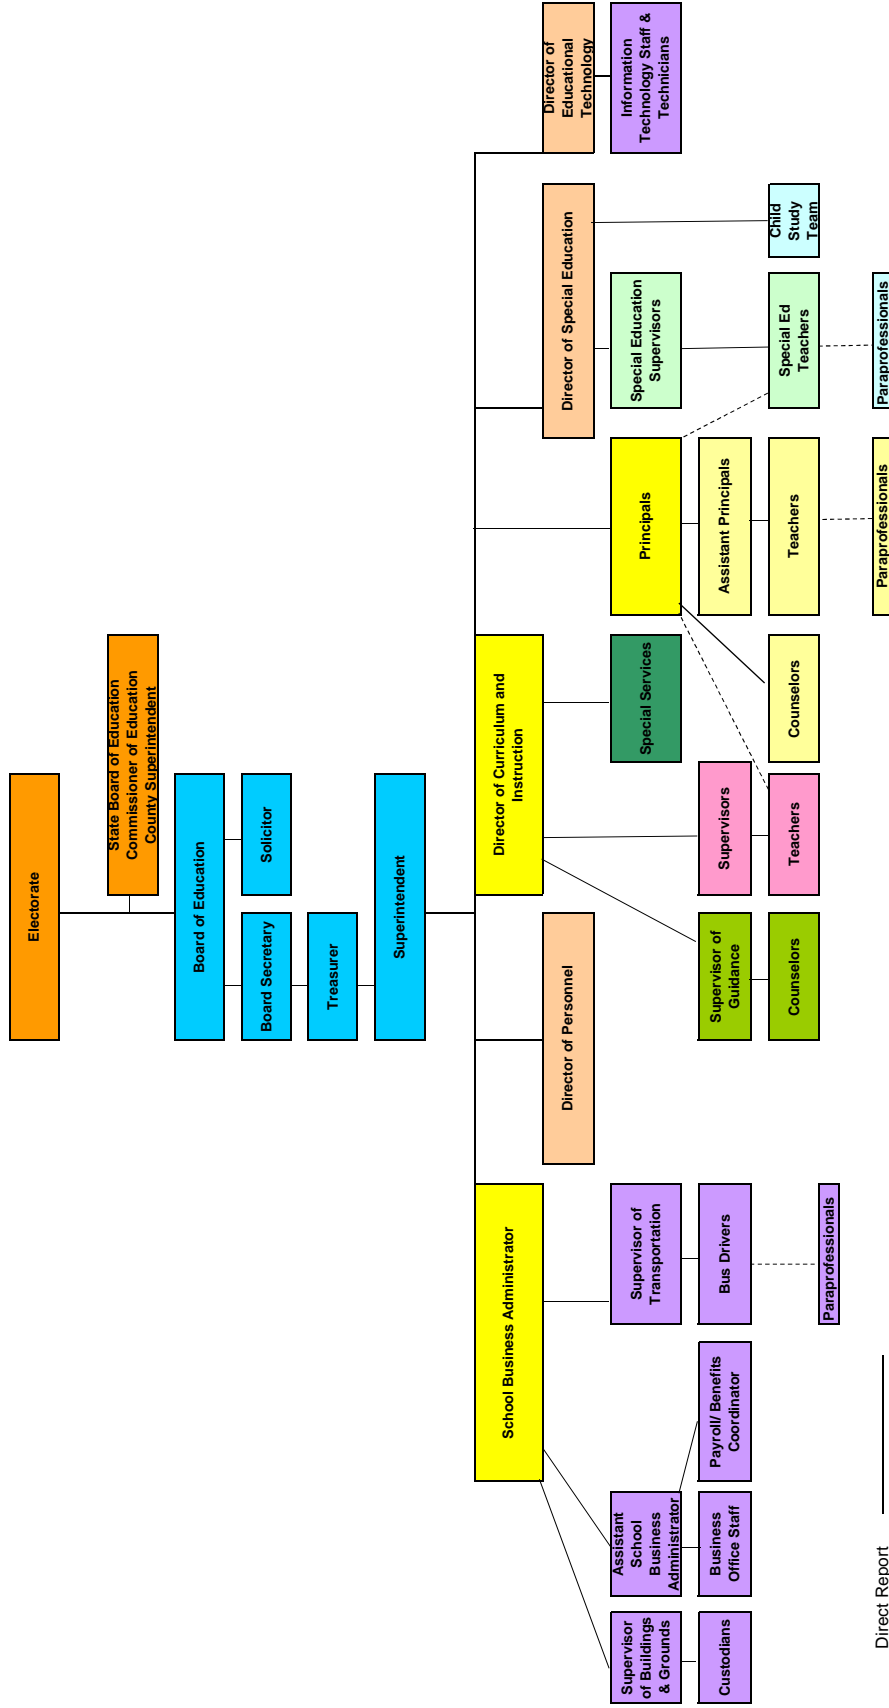 Electorate
State Board of Education
Commissioner of Education
County Superintendent
Board of Education
Board Secretary
Solicitor
Treasurer
Superintendent
School Business Administrator
Director of Personnel
Director of Curriculum and
Instruction
Director of Special Education
Director of
Educational
Technology
Supervisor
of Buildings
& Grounds
Assistant
School
Business
Administrator
Supervisor of
Transportation
Special Services
Principals
Special Education
Supervisors
Information
Technology Staff &
Technicians
Custodians
Business
Office Staff
Payroll/ Benefits
Coordinator
Bus Drivers
Supervisor of
Guidance
Supervisors
Assistant Principals
Counselors
Teachers
Counselors
Teachers
Special Ed
Teachers
Child
Study
Team
Paraprofessionals
Paraprofessionals
Paraprofessionals
Direct Report